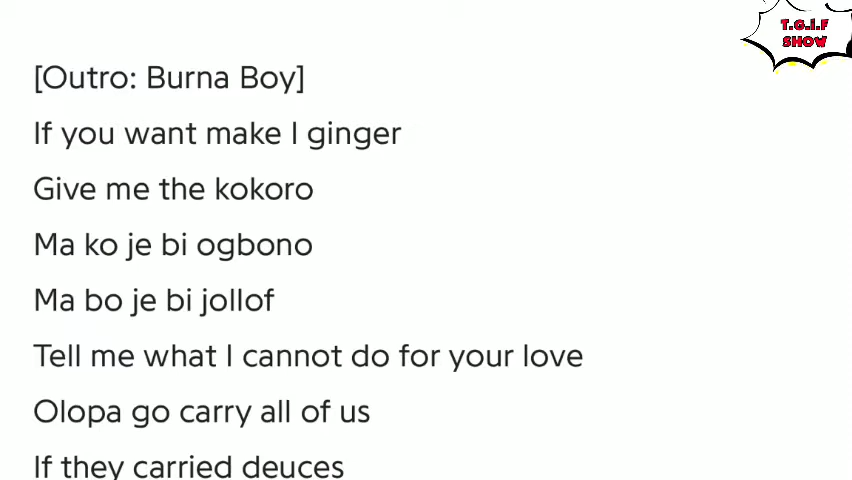 T.G.I.F
SHOW
[Outro: Burna Boy]
If you want make I ginger
Give me the kokoro
Ma ko je bi ogbono
Ma bo je bi jollof
Tell me what I cannot do for your love
Olopa go carry all of us
If they carried deuces